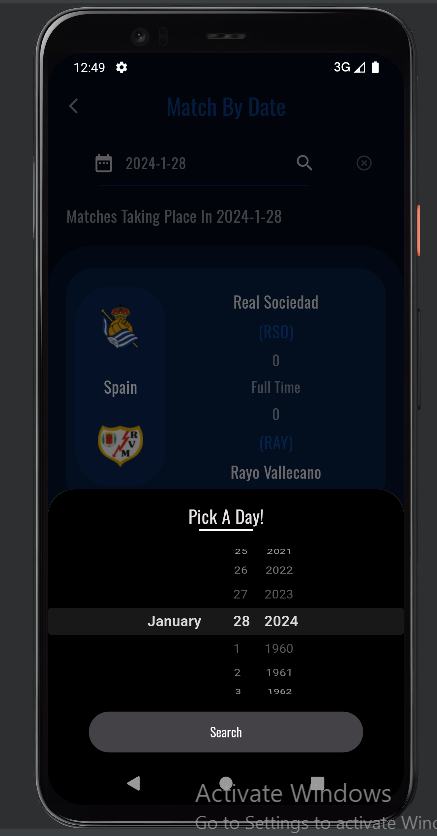 12:49 3G
Match By Date
2024-1-28
Matches Taking Place In 2024-1-28
Real Sociedad
(RSO)
0
Spain Full Time
0
(RAY)
Rayo Vallecano
RVM
Pick A Day!
25 2021
26 2022
27 2023
January 28 2024
1 1960
2 1961
3 1962
Search
Activate Windows
Go to Settings to activate Win